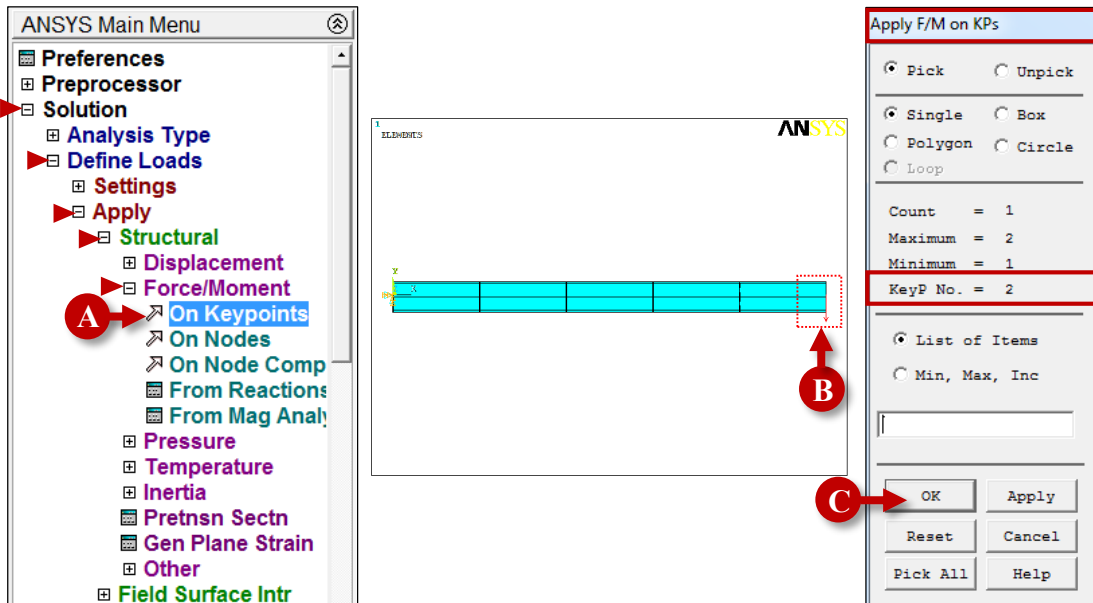 ANSYS Main Menu
Preferences
Preprocessor
Solution
Analysis Type
Define Loads
Settings
Apply
Structural
Displacement
Force/Moment
A
On Keypoints
On Nodes
On Node Comp
From Reactions
From Mag Analy
Pressure
Temperature
Inertia
Pretnsn Sectn
Gen Plane Strain
Other
Field Surface Intr
1
ELEMENTS
ANSYS
Y
X
B
Apply F/M on KPs
Pick Unpick
Single Box
Polygon Circle
Loop
Count = 1
Maximum = 2
Minimum = 1
KeyP No. = 2
List of Items
Min, Max, Inc
C
OK Apply
Reset Cancel
Pick All Help